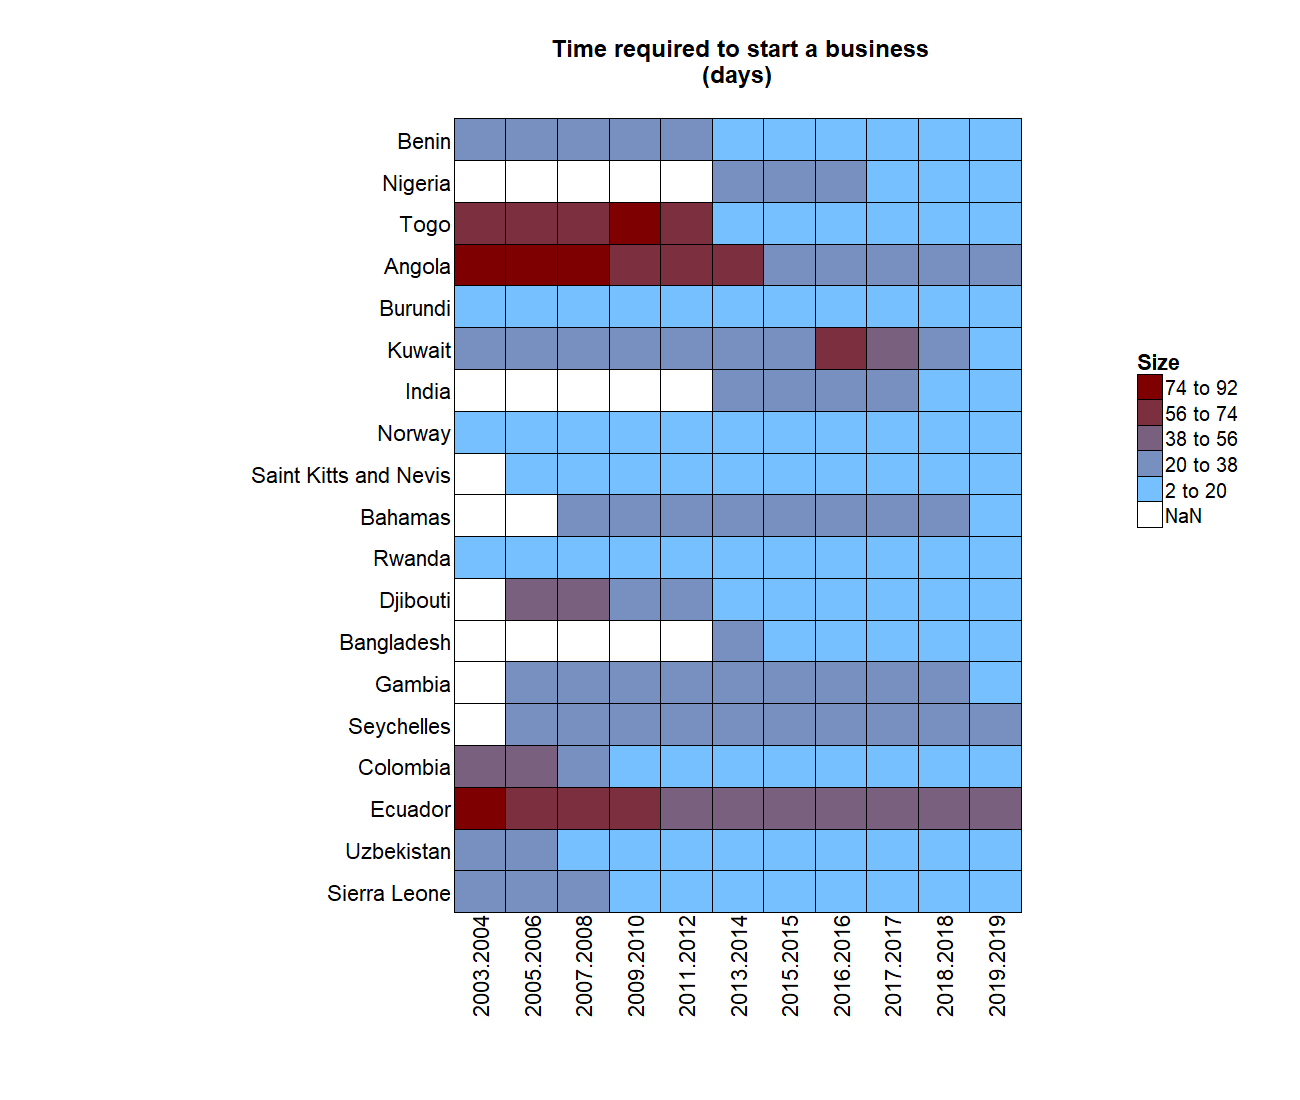 Time required to start a business
(days)
Benin
Nigeria
Togo
Angola
Burundi
Kuwait
India
Norway
Saint Kitts and Nevis
Bahamas
Rwanda
Djibouti
Bangladesh
Gambia
Seychelles
Colombia
Ecuador
Uzbekistan
Sierra Leone
2003.2004
2005.2006
2007.2008
2009.2010
2011.2012
2013.2014
2015.2015
2016.2016
2017.2017
2018.2018
2019.2019
Size
74 to 92
56 to 74
38 to 56
20 to 38
2 to 20
NaN